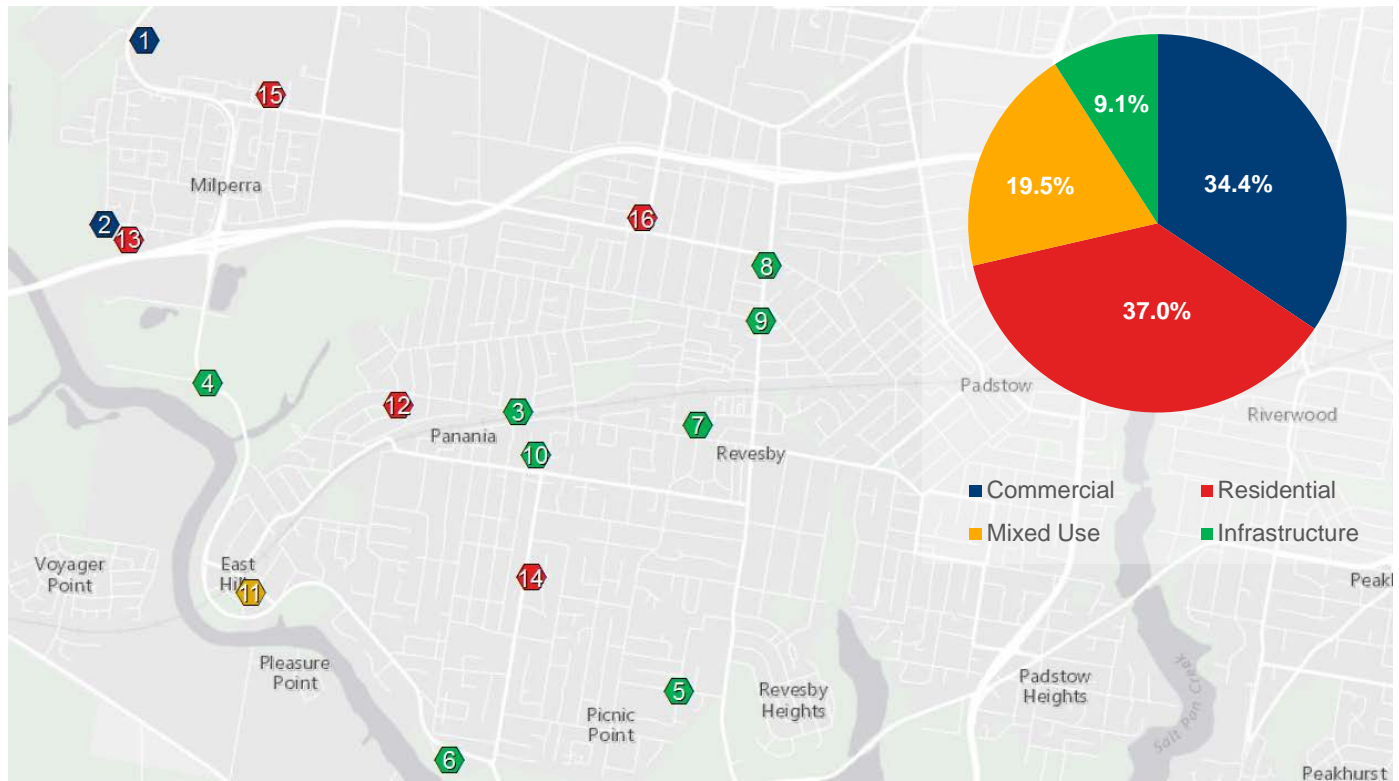 1
15
9.1%
Milperra
34.4%
19.5%
2
13
16
8
37.0%
9
4
Padstow
12
3
Riverwood
Panania
7
10
Revesby
Commercial
Residential
Mixed Use
Infrastructure
Voyager
Point
East
11
14
Pleasure
Point
Padstow
Heights
5
Revesby
Heights
Picnic
Point
Salt Pan Creek
6
Peakhurst